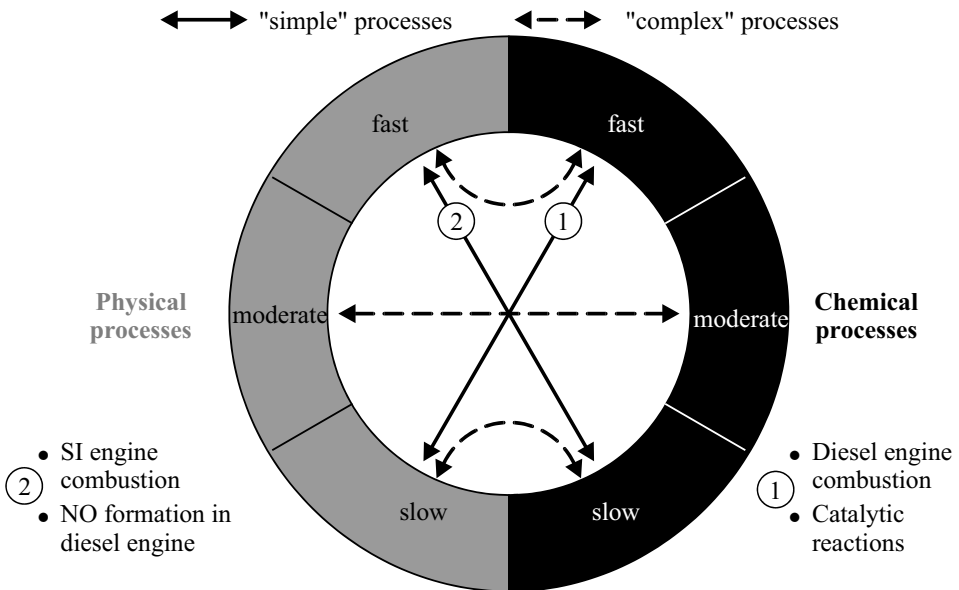 "simple" processes
"complex" processes
fast
fast
2
1
Physical
processes
moderate
moderate
Chemical
processes
slow
slow
2
• SI engine
combustion
• NO formation in
diesel engine
1
• Diesel engine
combustion
• Catalytic
reactions